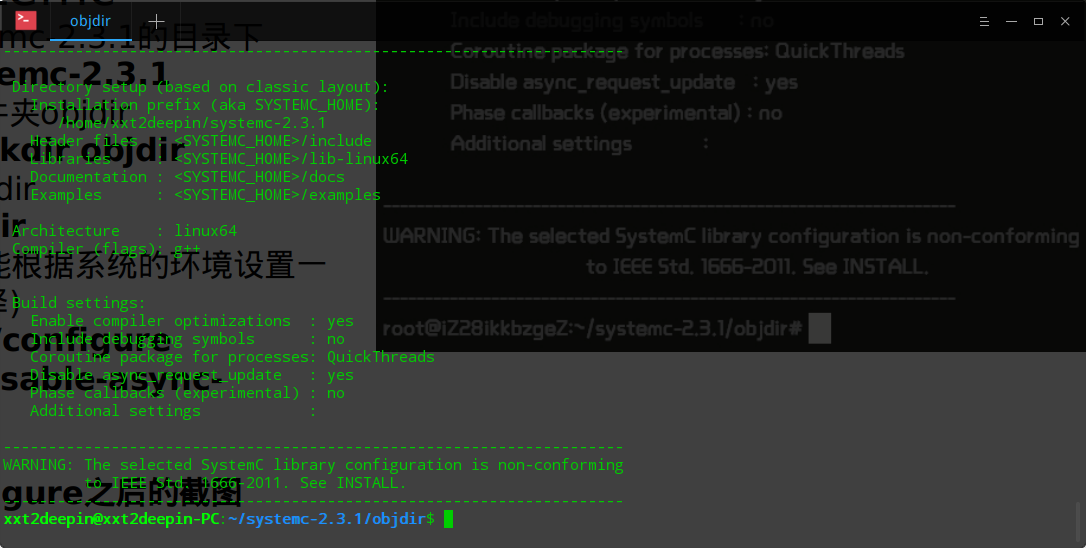 objdir
Include debugging symbols : no
mc-2.3.1的目录下
Coroutine package for processes: QuickThreads
emc-2.3.1
Disable async_request_update : yes
Directory setup (based on classic layout):
Installation prefix (aka SYSTEMC_HOME):
Phase callbacks (experimental) : no
件夹objdir
/home/xxt2deepin/systemc-2.3.1
Header files : <SYSTEMC_HOME>/include
Additional settings :
kdir objdir
Libraries : <SYSTEMC_HOME>/lib-linux64
Documentation : <SYSTEMC_HOME>/docs
dir
Examples : <SYSTEMC_HOME>/examples
------------------------------------------------------------
dir
Architecture : linux64
WARNING: The selected SystemC library configuration is non-conforming
Compiler (flags): g++
能根据系统的环境设置一
to IEEE Std. 1666-2011. See INSTALL.
------------------------------------------------------------
Build settings:
Enable compiler optimizations : yes
root@iZ28ikkbzgeZ:~/systemc-2.3.1/objdir#
/configure
Include debugging symbols : no
Coroutine package for processes: QuickThreads
Disable async_request_update : yes
sable-async-
Phase callbacks (experimental) : no
Additional settings :
---------------------------------------------------------------------
WARNING: The selected SystemC library configuration is non-conforming
to IEEE Std. 1666-2011. See INSTALL.
gure之后的截图
---------------------------------------------------------------------
xxt2deepin@xxt2deepin-PC:~/systemc-2.3.1/objdir$